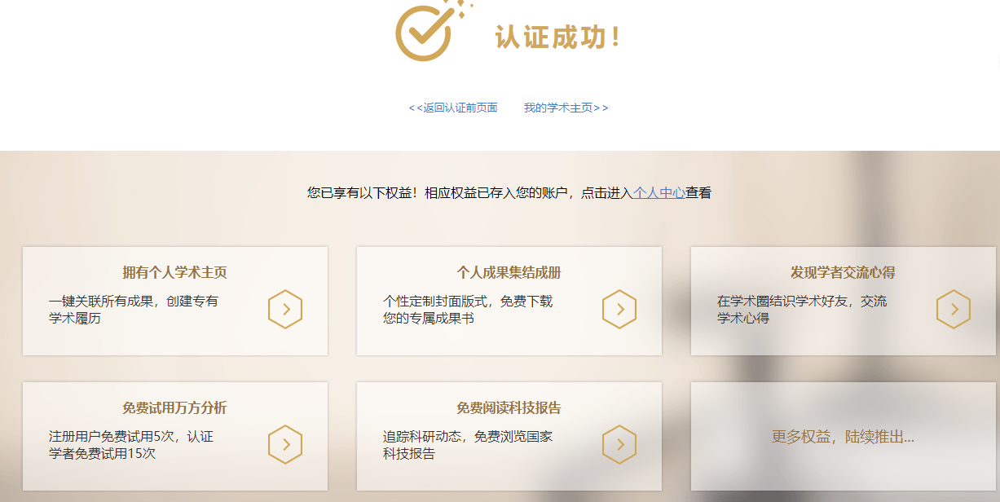 认证成功！
<<返回认证前页面 我的学术主页>>
您已享有以下权益！相应权益已存入您的账户，点击进入个人中心查看
拥有个人学术主页
一键关联所有成果，创建专有
学术履历
个人成果集结成册
个性定制封面版式，免费下载
您的专属成果书
发现学者交流心得
在学术圈结识学术好友，交流
学术心得
免费试用万方分析
注册用户免费试用5次，认证
学者免费试用15次
免费阅读科技报告
追踪科研动态，免费浏览国家
科技报告
更多权益，陆续推出...